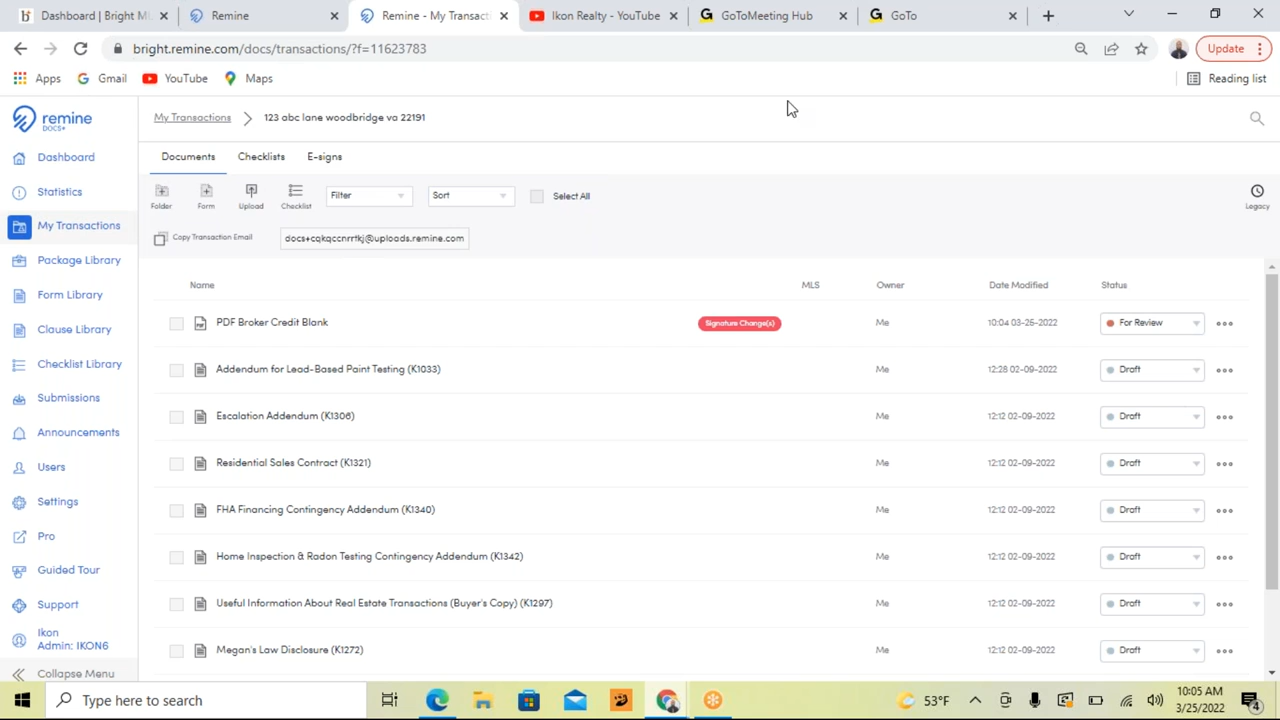 Dashboard | Bright M
Remine
Remine - My Transact
Ikon Realty - YouTube
GoToMeeting Hub
GoTo
bright.remine.com/docs/transactions/?f=11623783
Update
Apps
Gmail
YouTube
Maps
Reading list
remine
DOCS+
My Transactions
123 abc lane woodbridge va 22191
Dashboard
Statistics
My Transactions
Package Library
Form Library
Clause Library
Checklist Library
Submissions
Announcements
Users
Settings
Pro
Guided Tour
Support
Ikon
Admin: IKON6
Collapse Menu
Documents
Checklists
E-signs
Folder
Form
Upload
Checklist
Filter
Sort
Select All
Legacy
Copy Transaction Email
docs+cqkqccnrrtkj@uploads.remine.com
Name MLS Owner Date Modified Status
PDF Broker Credit Blank Signature Change(s) Me 10:04 03-25-2022 For Review
Addendum for Lead-Based Paint Testing (K1033) Me 12:28 02-09-2022 Draft
Escalation Addendum (K1306) Me 12:12 02-09-2022 Draft
Residential Sales Contract (K1321) Me 12:12 02-09-2022 Draft
FHA Financing Contingency Addendum (K1340) Me 12:12 02-09-2022 Draft
Home Inspection & Radon Testing Contingency Addendum (K1342) Me 12:12 02-09-2022 Draft
Useful Information About Real Estate Transactions (Buyer's Copy) (K1297) Me 12:12 02-09-2022 Draft
Megan's Law Disclosure (K1272) Me 12:12 02-09-2022 Draft
Type here to search
53°F
10:05 AM
3/25/2022
4